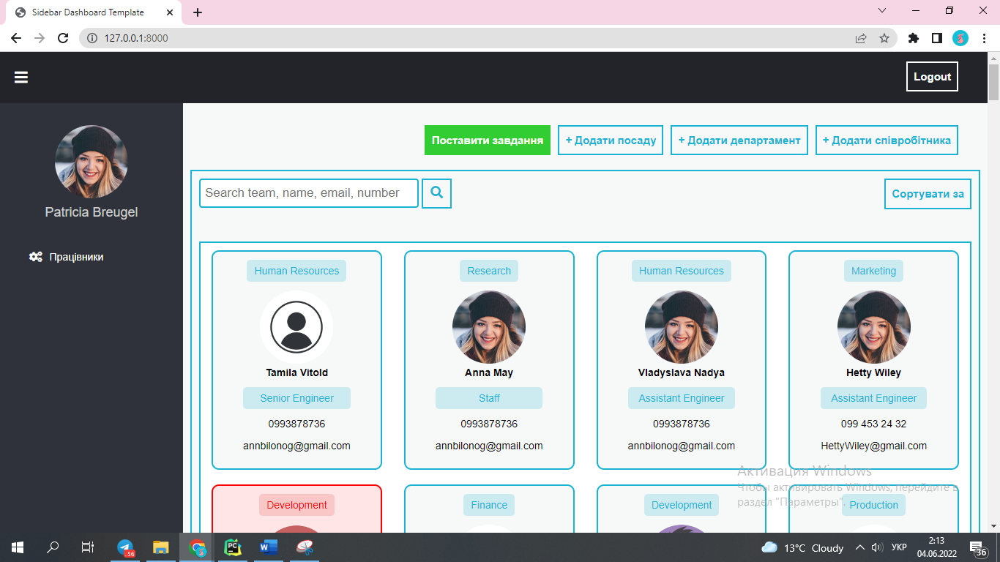 Sidebar Dashboard Template
127.0.0.1:8000
Logout
Patricia Breugel
Працівники
Поставити завдання
+ Додати посаду
+ Додати департамент
+ Додати співробітника
Search team, name, email, number
Сортувати за
Human Resources
Tamila Vitold
Senior Engineer
0993878736
annbilonog@gmail.com
Research
Anna May
Staff
0993878736
annbilonog@gmail.com
Human Resources
Vladyslava Nadya
Assistant Engineer
0993878736
annbilonog@gmail.com
Marketing
Hetty Wiley
Assistant Engineer
099 453 24 32
HettyWiley@gmail.com
Development
Finance
Development
Production
Активация Windows
Чтобы активировать Windows, перейдите в
раздел "Параметры".
56
PC
W
13°C Cloudy
УКР
2:13
04.06.2022
36